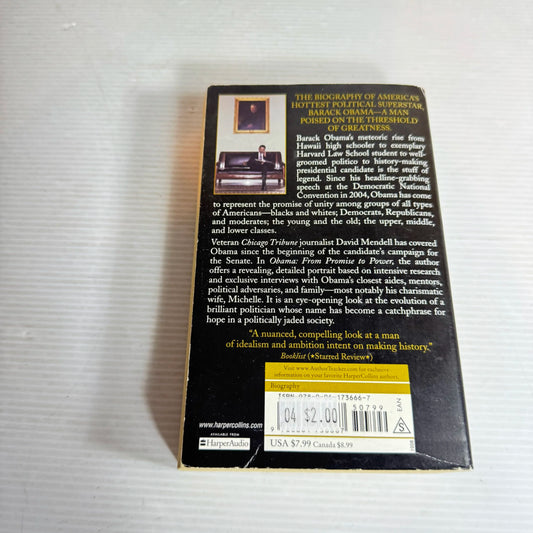 THE BIOGRAPHY OF AMERICA'S
HOTTEST POLITICAL SUPERSTAR,
BARACK OBAMA—A MAN
POISED ON THE THRESHOLD
OF GREATNESS.
Barack Obama's meteoric rise from
Hawaii high schooler to exemplary
Harvard Law School student to well-
groomed politico to history-making
presidential candidate is the stuff of
legend. Since his headline-grabbing
speech at the Democratic National
Convention in 2004, Obama has come
to represent the promise of unity among groups of all types
of Americans—blacks and whites; Democrats, Republicans,
and moderates; the young and the old; the upper, middle,
and lower classes.
Veteran Chicago Tribune journalist David Mendell has covered
Obama since the beginning of the candidate's campaign for
the Senate. In Obama: From Promise to Power, the author
offers a revealing, detailed portrait based on intensive research
and exclusive interviews with Obama's closest aides, mentors,
political adversaries, and family—most notably his charismatic
wife, Michelle. It is an eye-opening look at the evolution of a
brilliant politician whose name has become a catchphrase for
hope in a politically jaded society.
"A nuanced, compelling look at a man
of idealism and ambition intent on making history."
Booklist (★Starred Review★)
Visit www.AuthorTracker.com for exclusive
information on your favorite HarperCollins authors.
Biography
04 $2.00
50799
EAN
S
USA $7.99 Canada $8.99
www.harpercollins.com
AVAILABLE FROM
HarperAudio